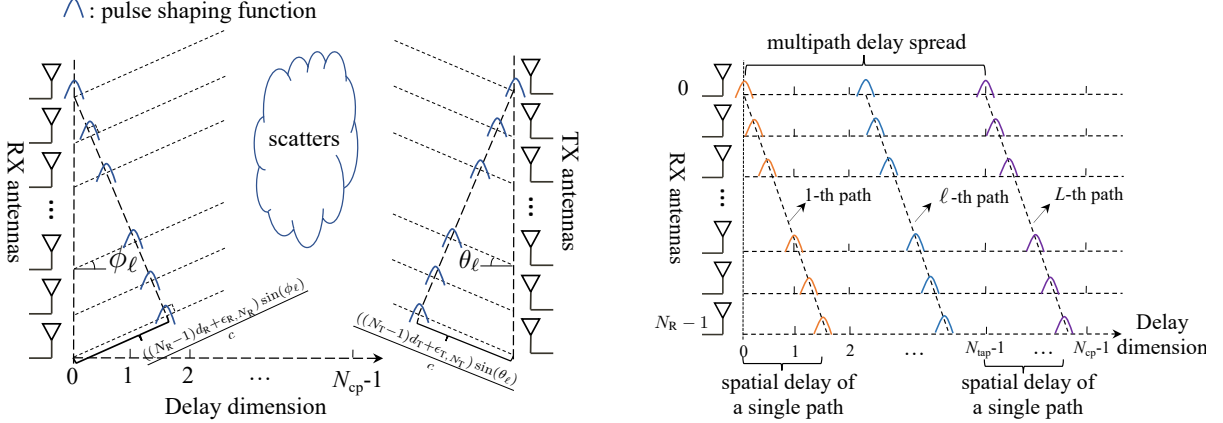 : pulse shaping function
RX antennas
...
ϕ_ℓ
scatters
TX antennas
θ_ℓ
((N_R−1)d_R+ϵ_{R,N_R}) sin(ϕ_ℓ)
c
((N_T−1)d_T+ϵ_{T,N_T}) sin(θ_ℓ)
c
0 1 2 ... N_cp-1
Delay dimension
multipath delay spread
0
RX antennas
...
1-th path
ℓ-th path
L-th path
N_R − 1
0 1 2 ... N_tap-1 ... N_cp-1
Delay
dimension
spatial delay of
a single path
spatial delay of
a single path